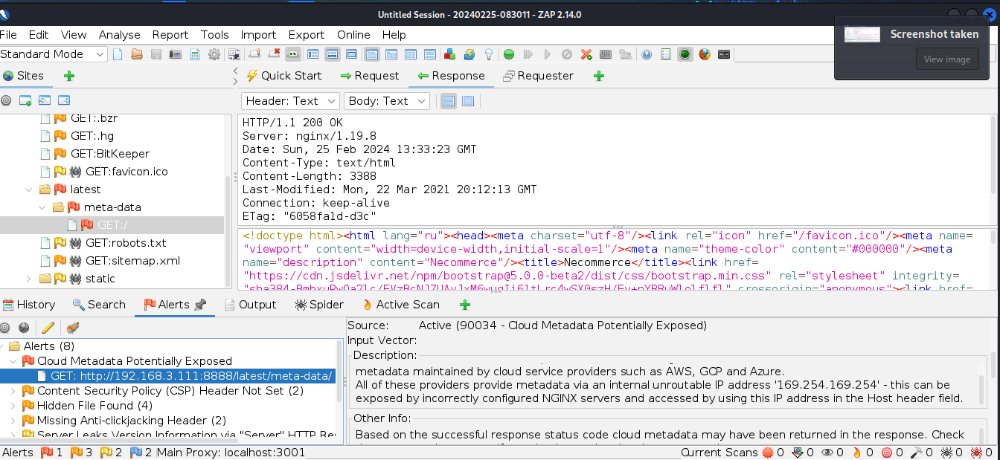 Untitled Session - 20240225-083011 - ZAP 2.14.0
File Edit View Analyse Report Tools Import Export Online Help
Screenshot taken
View image
Standard Mode
Sites
Quick Start Request Response Requester
Header: Text Body: Text
GET:.bzr
GET:.hg
GET:BitKeeper
GET:favicon.ico
latest
meta-data
GET:/
GET:robots.txt
GET:sitemap.xml
static
HTTP/1.1 200 OK
Server: nginx/1.19.8
Date: Sun, 25 Feb 2024 13:33:23 GMT
Content-Type: text/html
Content-Length: 3388
Last-Modified: Mon, 22 Mar 2021 20:12:13 GMT
Connection: keep-alive
ETag: "6058fa1d-d3c"
<!doctype html><html lang="ru"><head><meta charset="utf-8"/><link rel="icon" href="/favicon.ico"/><meta name=
"viewport" content="width=device-width,initial-scale=1"/><meta name="theme-color" content="#000000"/><meta
name="description" content="Necommerce"/><title>Necommerce</title><link href=
"https://cdn.jsdelivr.net/npm/bootstrap@5.0.0-beta2/dist/css/bootstrap.min.css" rel="stylesheet" integrity=
crossorigin="anonymous"><link href=
History Search Alerts Output Spider Active Scan
Alerts (8)
Cloud Metadata Potentially Exposed
GET: http://192.168.3.111:8888/latest/meta-data/
Content Security Policy (CSP) Header Not Set (2)
Hidden File Found (4)
Missing Anti-clickjacking Header (2)
Server Leaks Version Information via "Server" HTTP Res
Source: Active (90034 - Cloud Metadata Potentially Exposed)
Input Vector:
Description:
metadata maintained by cloud service providers such as AWS, GCP and Azure.
All of these providers provide metadata via an internal unroutable IP address '169.254.169.254' - this can be
exposed by incorrectly configured NGINX servers and accessed by using this IP address in the Host header field.
Other Info:
Based on the successful response status code cloud metadata may have been returned in the response. Check
Alerts 1 3 2 2 Main Proxy: localhost:3001
Current Scans 0 0 0 0 0 0 0 0